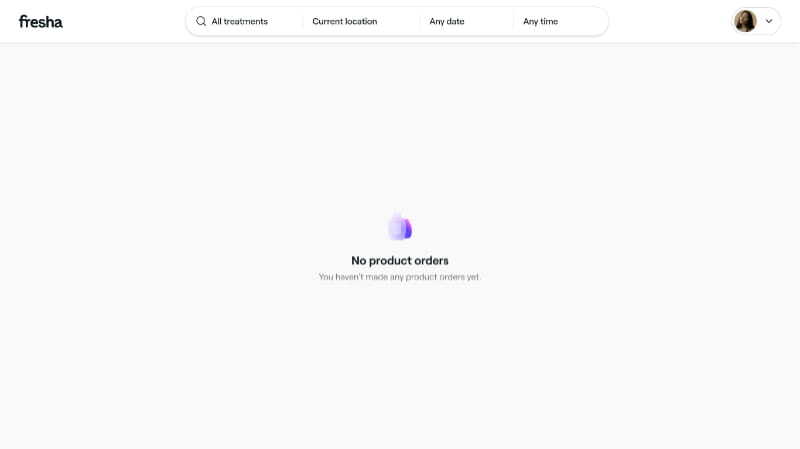 fresha
All treatments
Current location
Any date
Any time
No product orders
You haven't made any product orders yet.